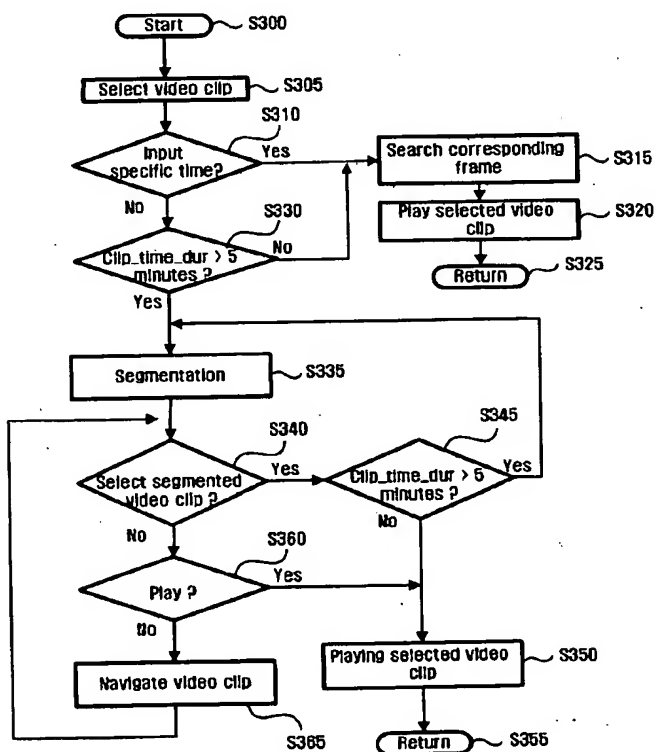 Start
S300
Select video clip
S305
S310
Input
specific time?
Yes
Search corresponding
frame
S315
No
S330
Play selected video
clip
S320
Clip_time_dur > 5
minutes ?
No
Return
S325
Yes
Segmentation
S335
S340
S345
Select segmented
video clip ?
Yes
Clip_time_dur > 5
minutes ?
Yes
No
No
S360
Play ?
Yes
No
Playing selected video
clip
S350
Navigate video clip
S365
Return
S355